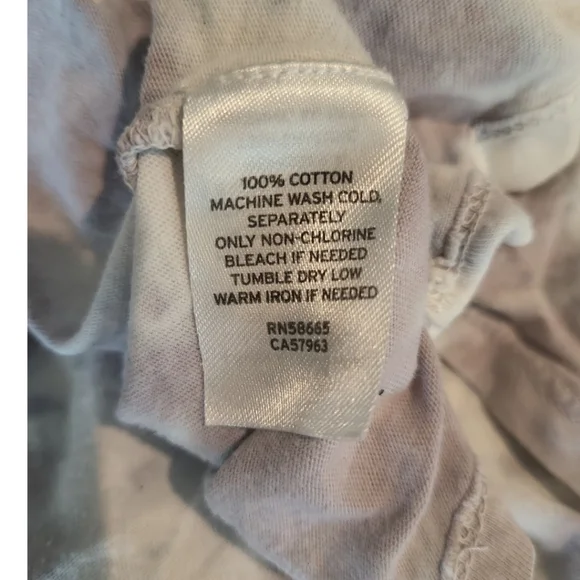 100% COTTON
MACHINE WASH COLD,
SEPARATELY
ONLY NON-CHLORINE
BLEACH IF NEEDED
TUMBLE DRY LOW
WARM IRON IF NEEDED
RN58665
CA57963